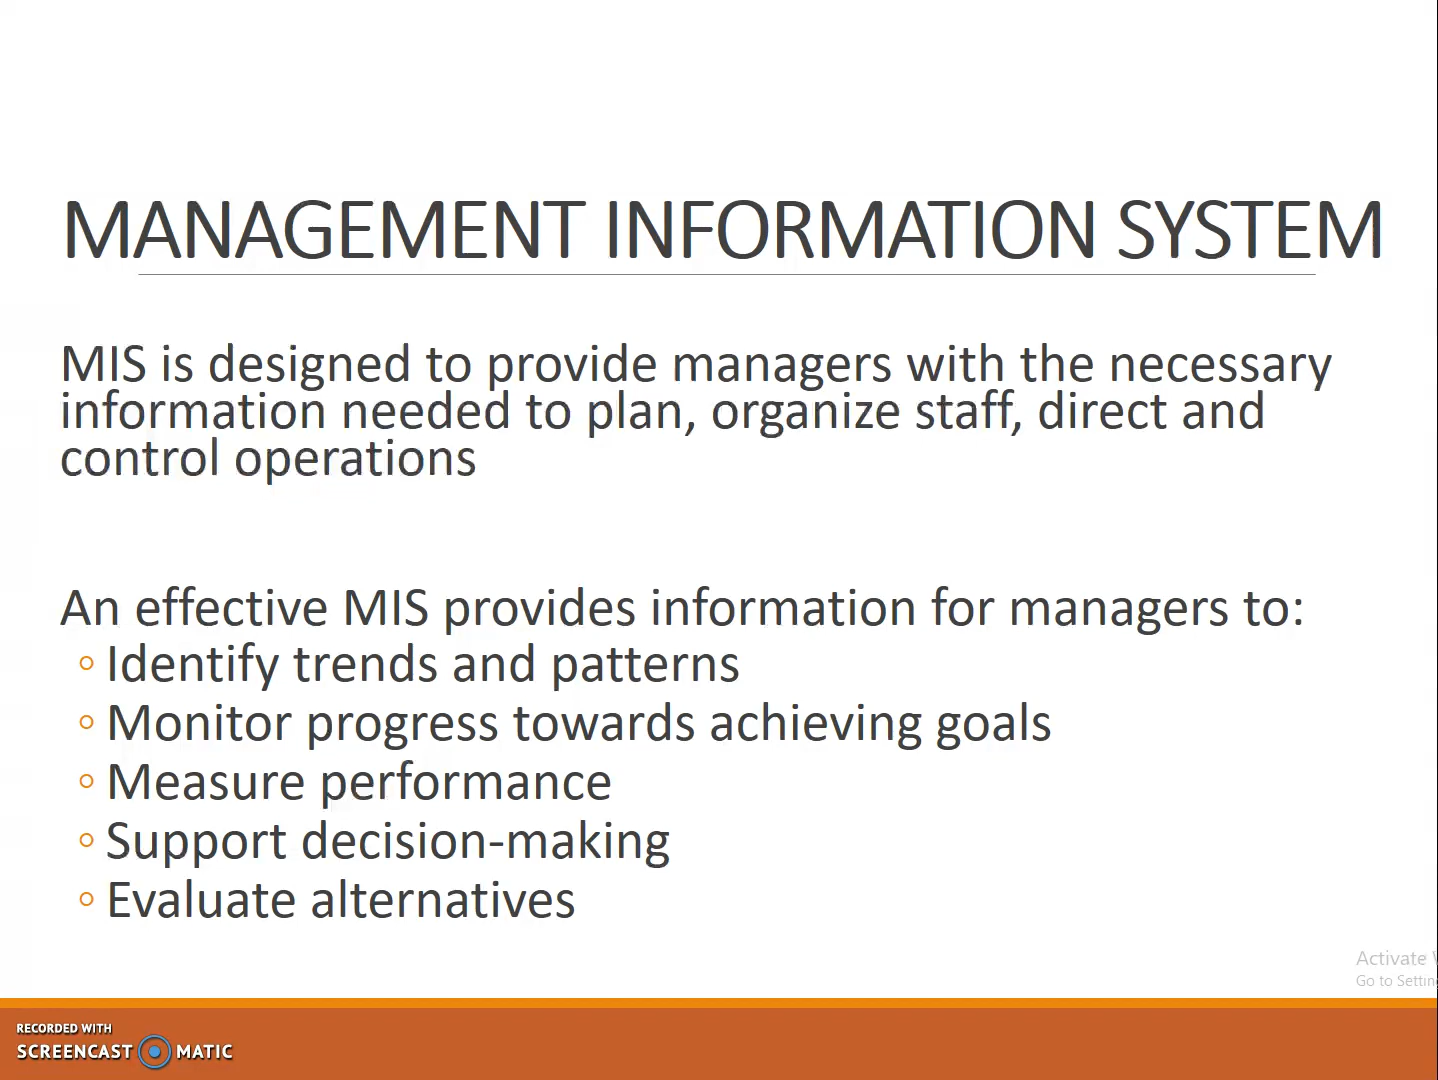 MANAGEMENT INFORMATION SYSTEM
MIS is designed to provide managers with the necessary
information needed to plan, organize staff, direct and
control operations
An effective MIS provides information for managers to:
Identify trends and patterns
Monitor progress towards achieving goals
Measure performance
Support decision-making
Evaluate alternatives
Activate
Go to
RECORDED WITH
SCREENCAST MATIC